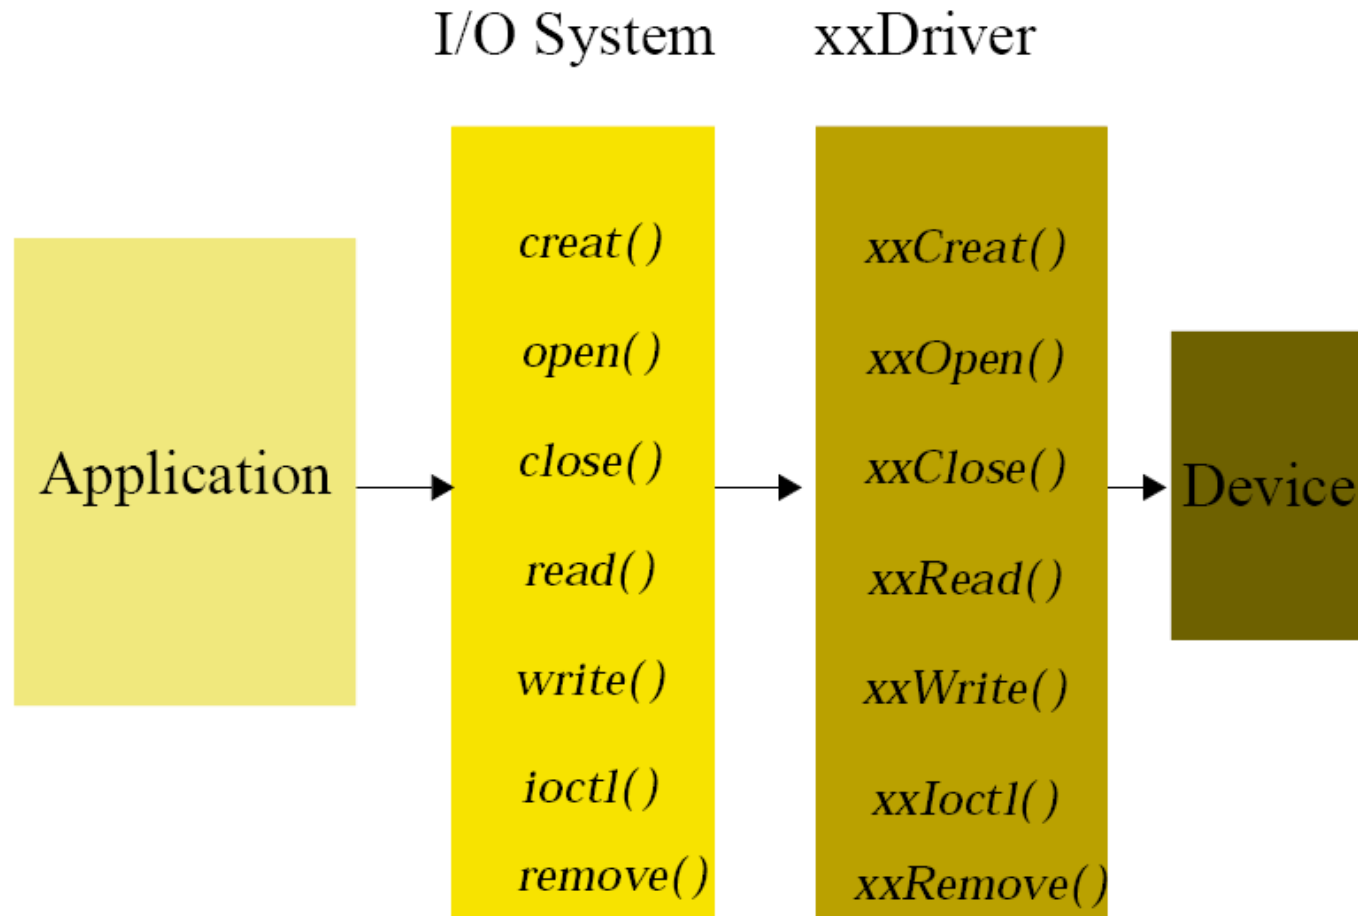 I/O System
xxDriver
Application
creat()
open()
close()
read()
write()
ioctl()
remove()
xxCreat()
xxOpen()
xxClose()
xxRead()
xxWrite()
xxIoctl()
xxRemove()
Device